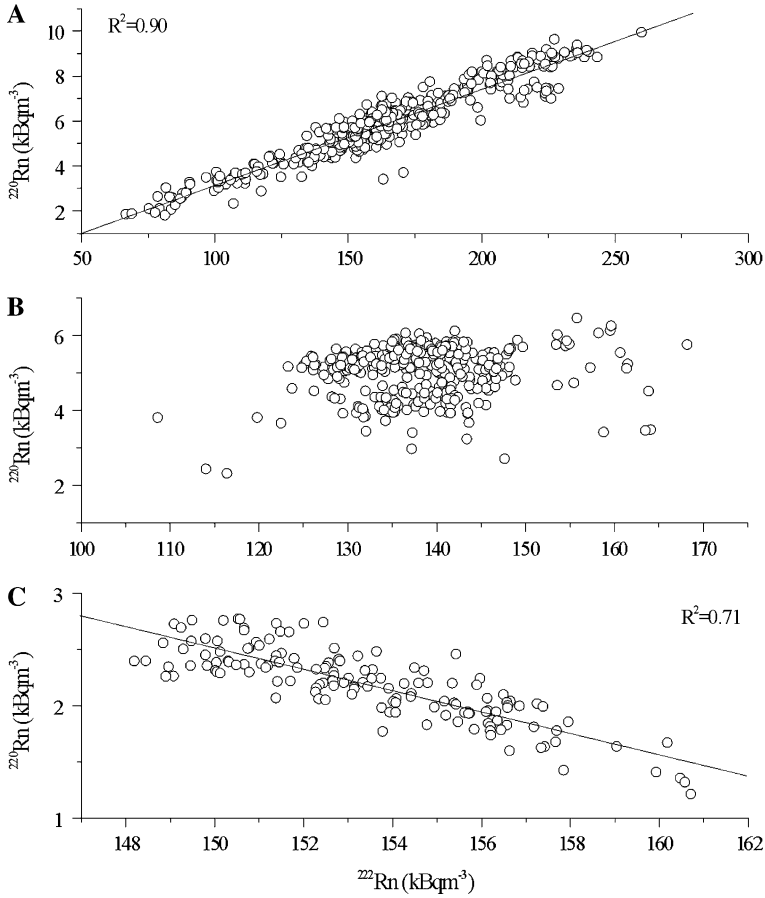 A
R²=0.90
²²⁰Rn (kBqm⁻³)
10
8
6
4
2
50 100 150 200 250 300
B
²²⁰Rn (kBqm⁻³)
6
4
2
100 110 120 130 140 150 160 170
C
R²=0.71
²²⁰Rn (kBqm⁻³)
3
2
1
148 150 152 154 156 158 160 162
²²²Rn (kBqm⁻³)